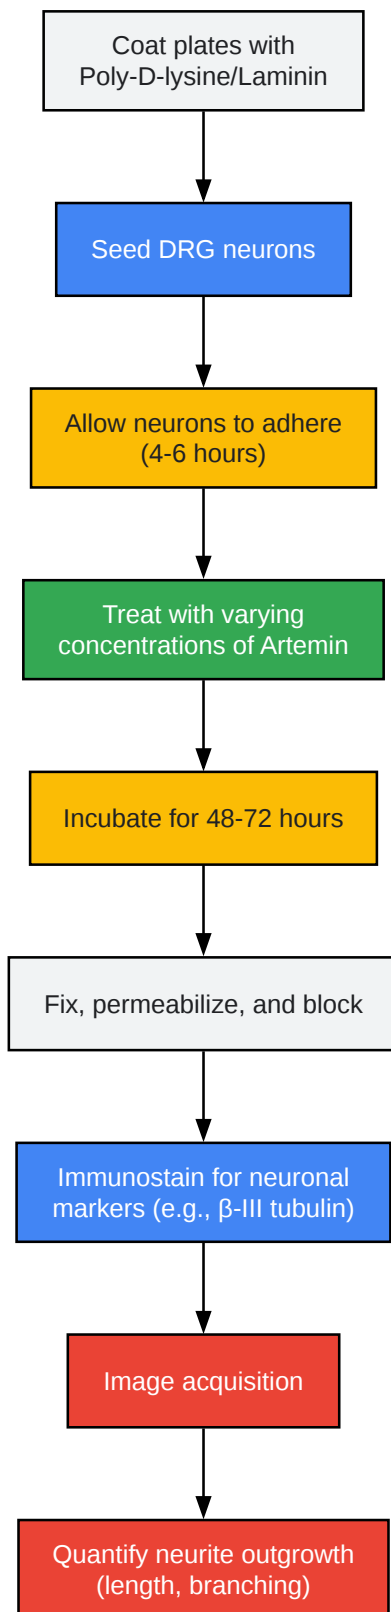 Coat plates with
Poly-D-lysine/Laminin
Seed DRG neurons
Allow neurons to adhere
(4-6 hours)
Treat with varying
concentrations of Artemin
Incubate for 48-72 hours
Fix, permeabilize, and block
Immunostain for neuronal
markers (e.g., β-III tubulin)
Image acquisition
Quantify neurite outgrowth
(length, branching)